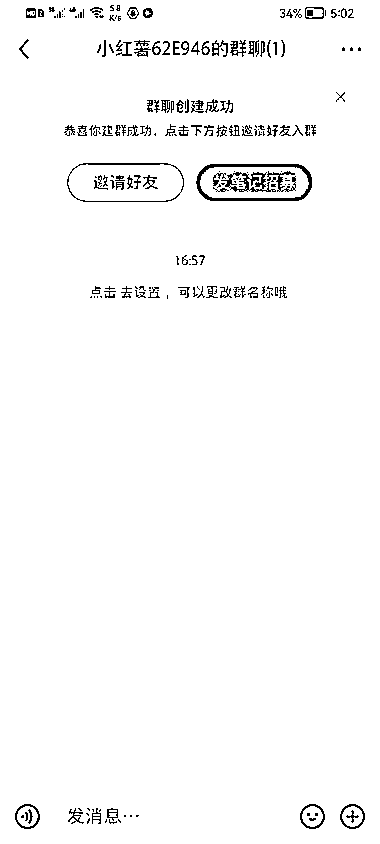 34% 5:02
小红薯62E946的群聊(1)
群聊创建成功
恭喜你建群成功，点击下方按钮邀请好友入群
邀请好友
发笔记招募
16:57
点击 去设置 ，可以更改群名称哦
发消息…